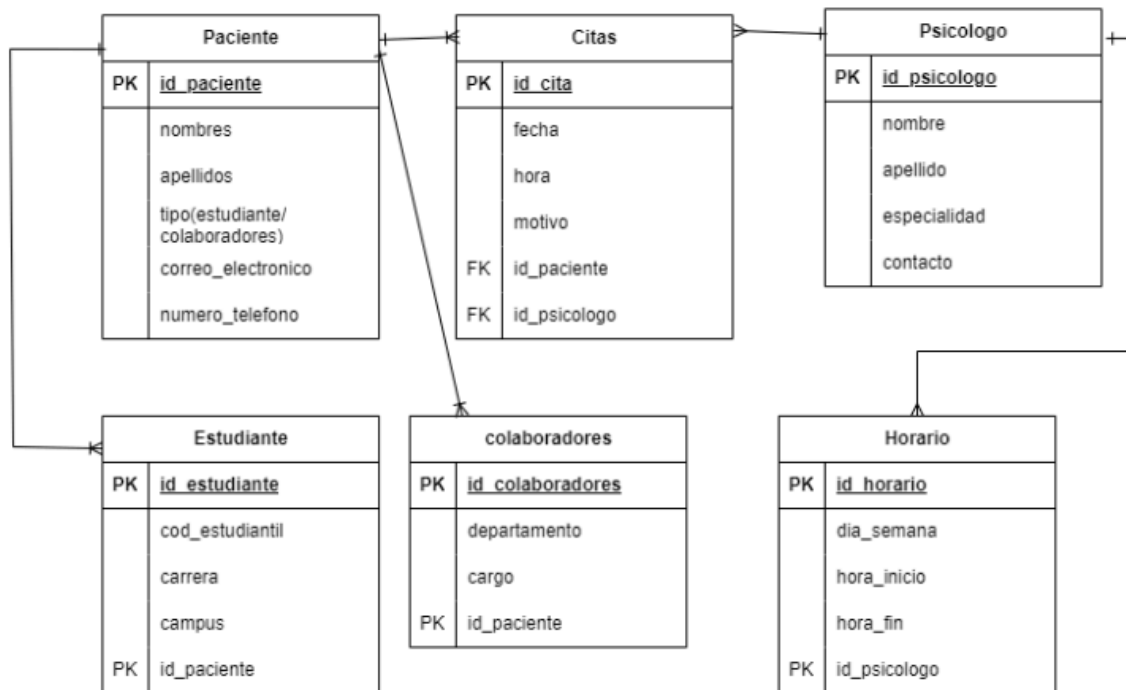 Paciente
PK id_paciente
nombres
apellidos
tipo(estudiante/
colaboradores)
correo_electronico
numero_telefono
Citas
PK id_cita
fecha
hora
motivo
FK id_paciente
FK id_psicologo
Psicologo
PK id_psicologo
nombre
apellido
especialidad
contacto
Estudiante
PK id_estudiante
cod_estudiantil
carrera
campus
PK id_paciente
colaboradores
PK id_colaboradores
departamento
cargo
PK id_paciente
Horario
PK id_horario
dia_semana
hora_inicio
hora_fin
PK id_psicologo